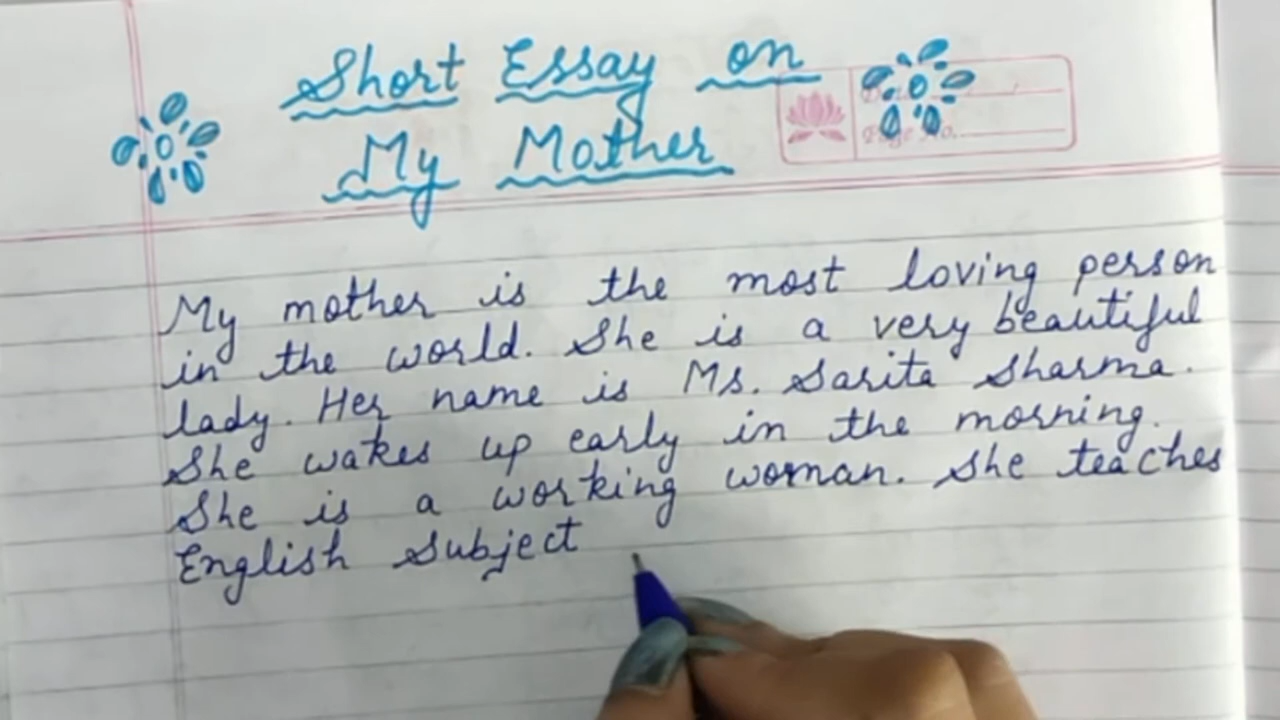 Short Essay on
My Mother
Page No.
My mother is the most loving person
in the world. She is a very beautiful
lady. Her name is Ms. Sarita Sharma.
She wakes up early in the morning.
She is a working woman. She teaches
English Subject